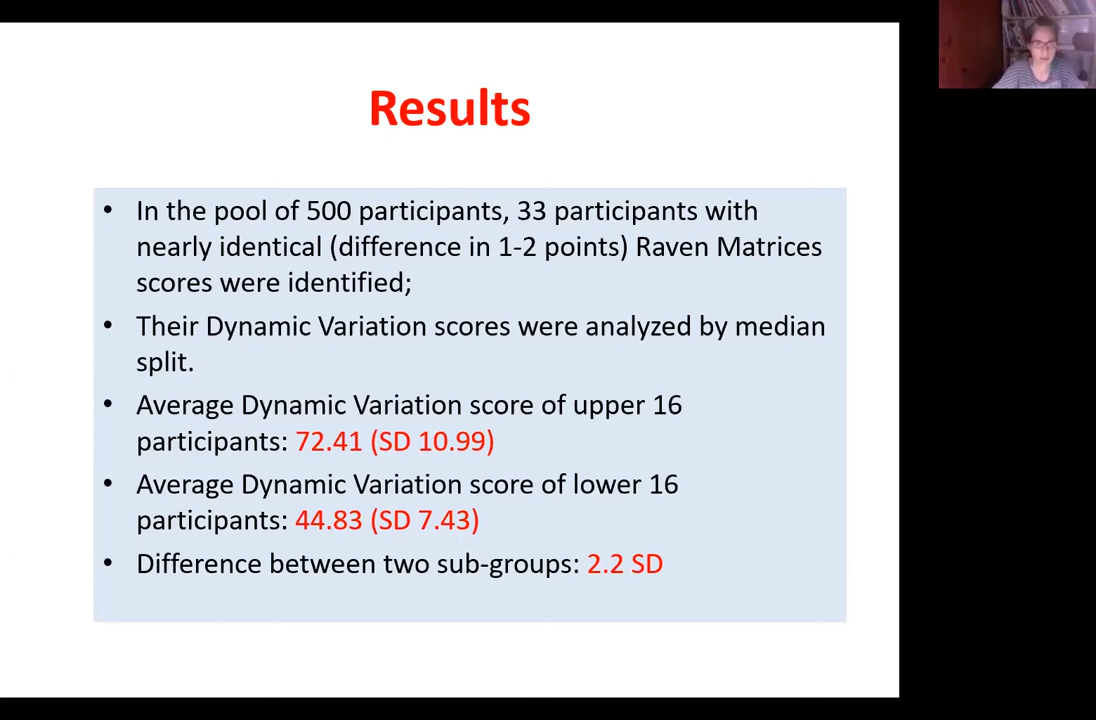 Results
• In the pool of 500 participants, 33 participants with
nearly identical (difference in 1-2 points) Raven Matrices
scores were identified;
• Their Dynamic Variation scores were analyzed by median
split.
• Average Dynamic Variation score of upper 16
participants: 72.41 (SD 10.99)
• Average Dynamic Variation score of lower 16
participants: 44.83 (SD 7.43)
• Difference between two sub-groups: 2.2 SD